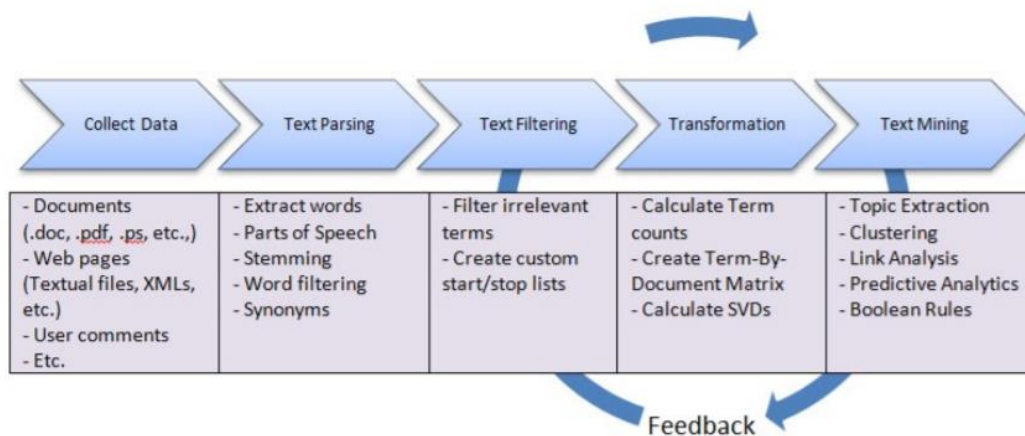 Collect Data
Text Parsing
Text Filtering
Transformation
Text Mining
- Documents
(.doc, .pdf, .ps, etc.,)
- Web pages
(Textual files, XMLs,
etc.)
- User comments
- Etc.
- Extract words
- Parts of Speech
- Stemming
- Word filtering
- Synonyms
- Filter irrelevant
terms
- Create custom
start/stop lists
- Calculate Term
counts
- Create Term-By-
Document Matrix
- Calculate SVDs
- Topic Extraction
- Clustering
- Link Analysis
- Predictive Analytics
- Boolean Rules
Feedback